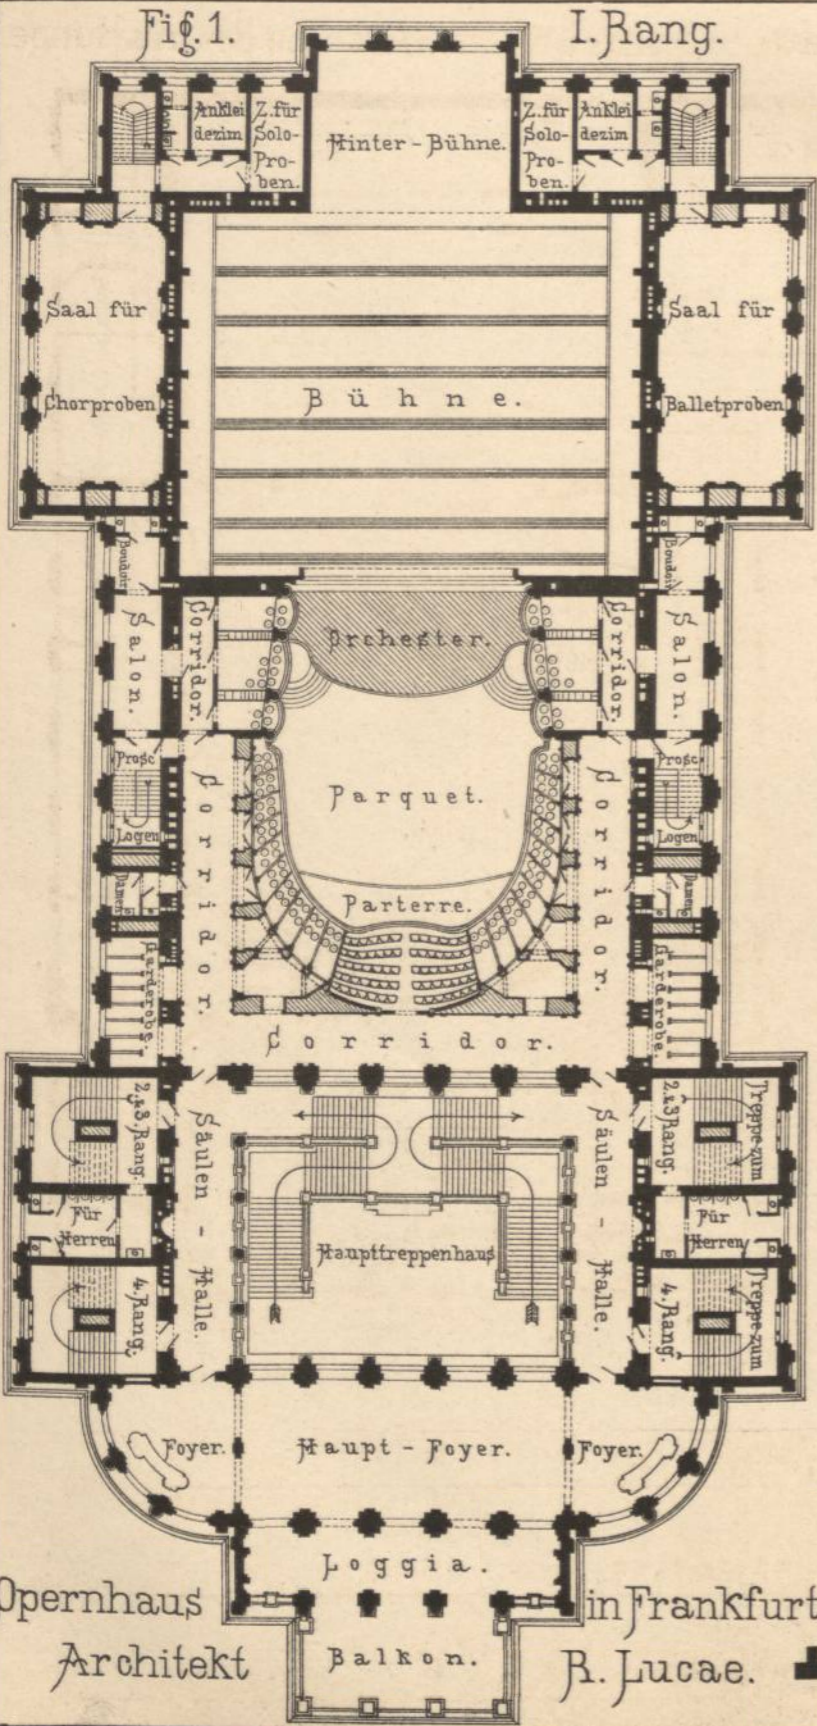 Fig. 1.
I. Rang.
Anklei
dezim
Z. für
Solo-
Pro-
ben.
Hinter-Bühne.
Z. für
Solo-
Pro-
ben.
Anklei
dezim
Saal für
Chorproben
Bühne.
Saal für
Balletproben
Boudoir
Boudoir
Salon.
Corridor.
Orchester.
Corridor.
Salon.
Prosc
Logen
Corridor.
Parquet.
Corridor.
Prosc
Logen
Damen
Parterre.
Damen
Garderobe.
Corridor.
Garderobe.
2.&3. Rang.
Säulen-Halle.
Säulen-Halle.
2.&3 Rang.
Treppe zum
Für
Herren
Haupttreppenhaus
Für
Herren
4. Rang.
4. Rang.
Treppe zum
Foyer.
Haupt-Foyer.
Foyer.
Loggia.
Balkon.
Opernhaus
in Frankfurt
Architekt
R. Lucae.